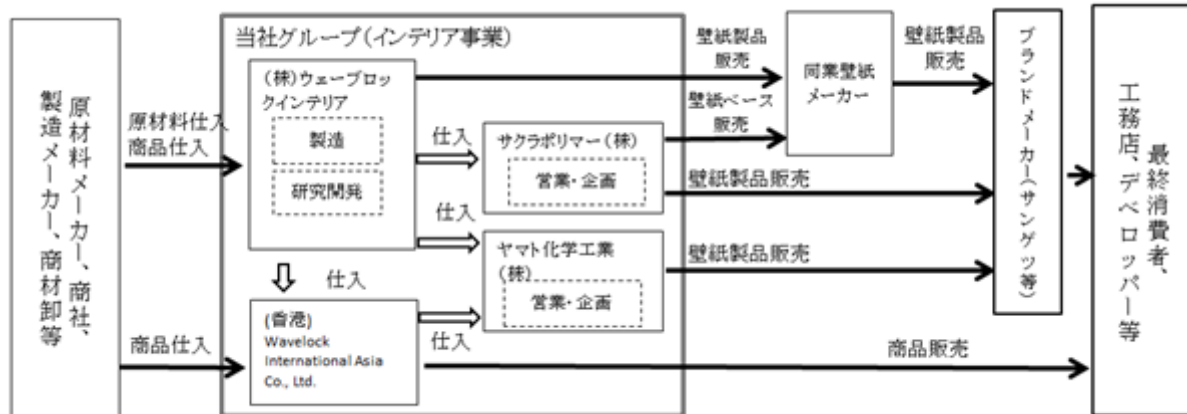 原材料メーカー、商社、
製造メーカー、商材卸等
原材料仕入
商品仕入
商品仕入
当社グループ(インテリア事業)
(株)ウェーブロッ
クインテリア
製造
研究開発
仕入
仕入
仕入
仕入
サクラポリマー(株)
営業・企画
ヤマト化学工業
(株)
営業・企画
(香港)
Wavelock
International Asia
Co., Ltd.
壁紙製品
販売
壁紙ベース
販売
壁紙製品販売
壁紙製品販売
商品販売
同業壁紙
メーカー
壁紙製品
販売
ブランドメーカー(サンゲツ等)
最終消費者、
工務店、デベロッパー等